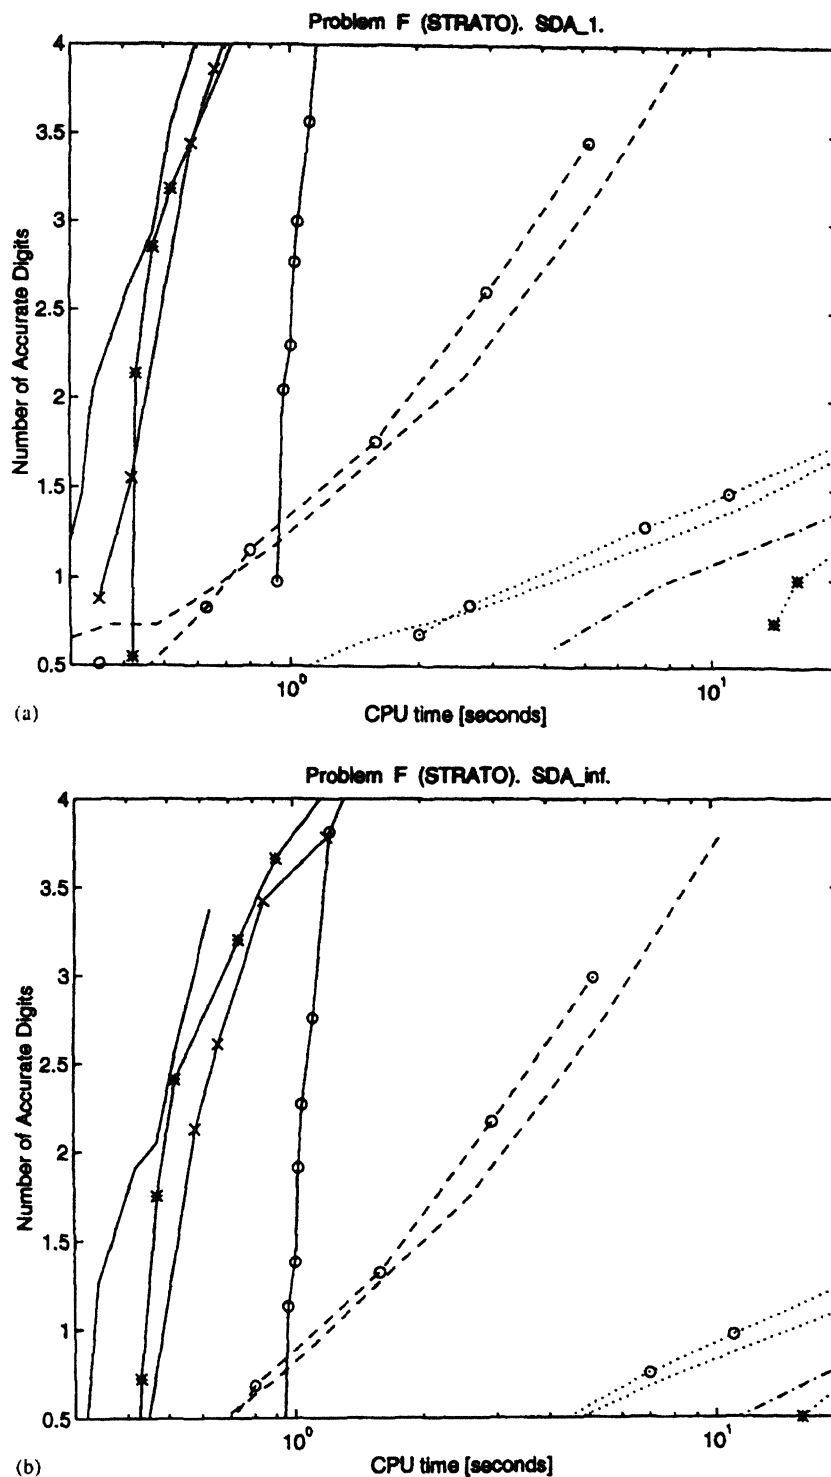 Problem F (STRATO). SDA_1.
4
3.5
3
2.5
2
1.5
1
0.5
Number of Accurate Digits
10⁰
10¹
(a)
CPU time [seconds]
Problem F (STRATO). SDA_inf.
4
3.5
3
2.5
2
1.5
1
0.5
Number of Accurate Digits
10⁰
10¹
(b)
CPU time [seconds]